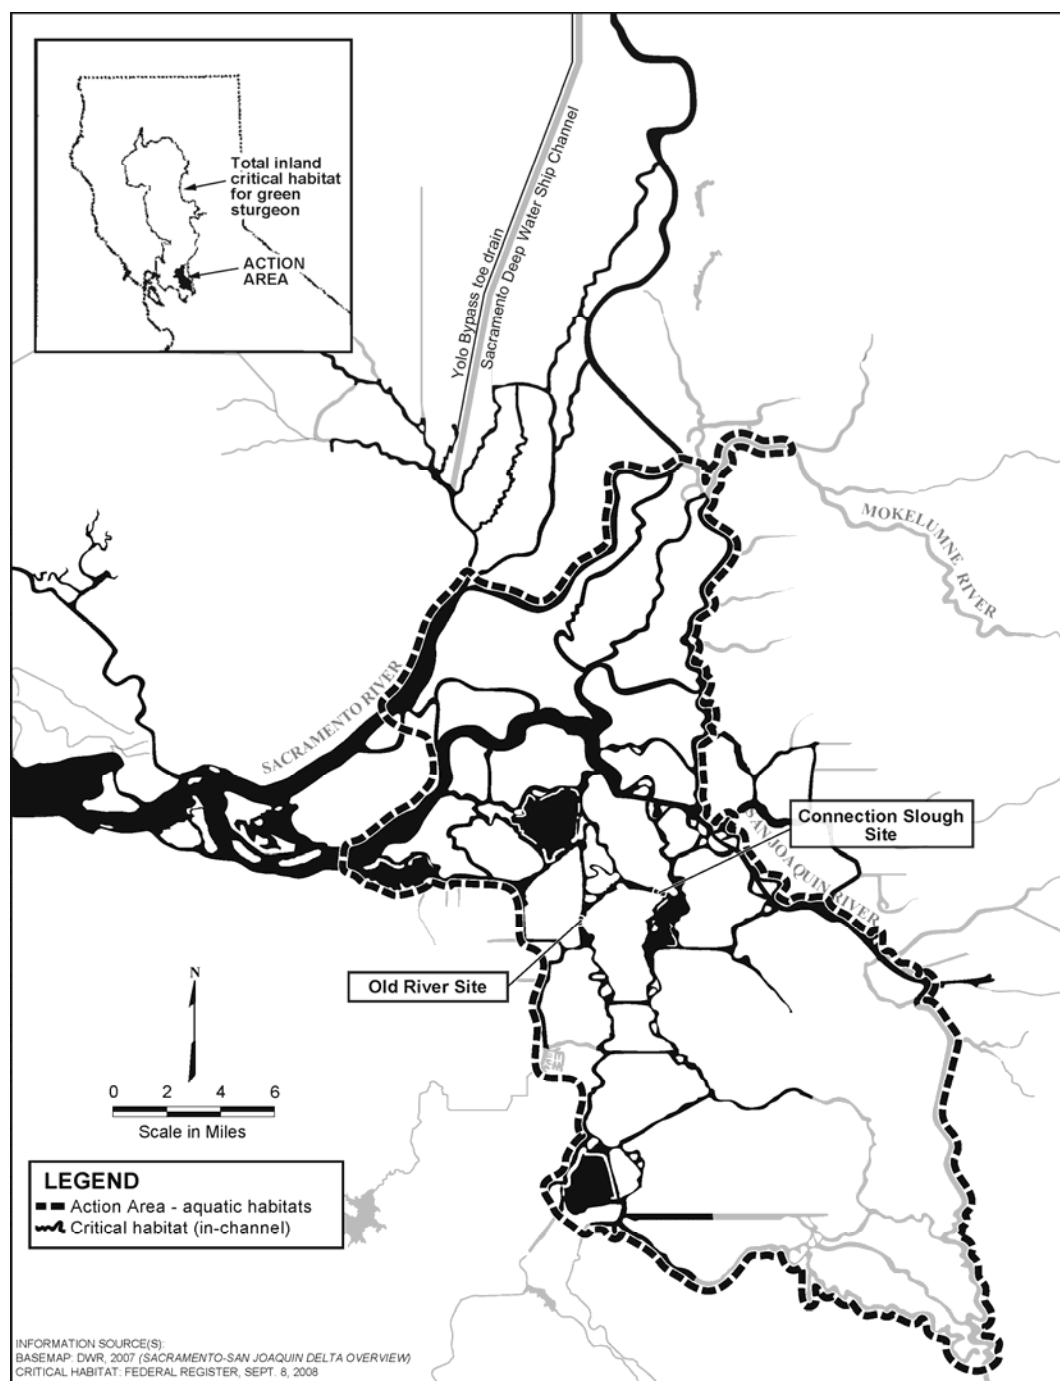 Total inland
critical habitat
for green
sturgeon
ACTION
AREA
Yolo Bypass toe drain
Sacramento Deep Water Ship Channel
MOKELUMNE RIVER
SACRAMENTO RIVER
Connection Slough
Site
SAN JOAQUIN RIVER
Old River Site
N
0 2 4 6
Scale in Miles
LEGEND
Action Area - aquatic habitats
Critical habitat (in-channel)
INFORMATION SOURCE(S):
BASEMAP: DWR, 2007 (SACRAMENTO-SAN JOAQUIN DELTA OVERVIEW)
CRITICAL HABITAT: FEDERAL REGISTER, SEPT. 8, 2008